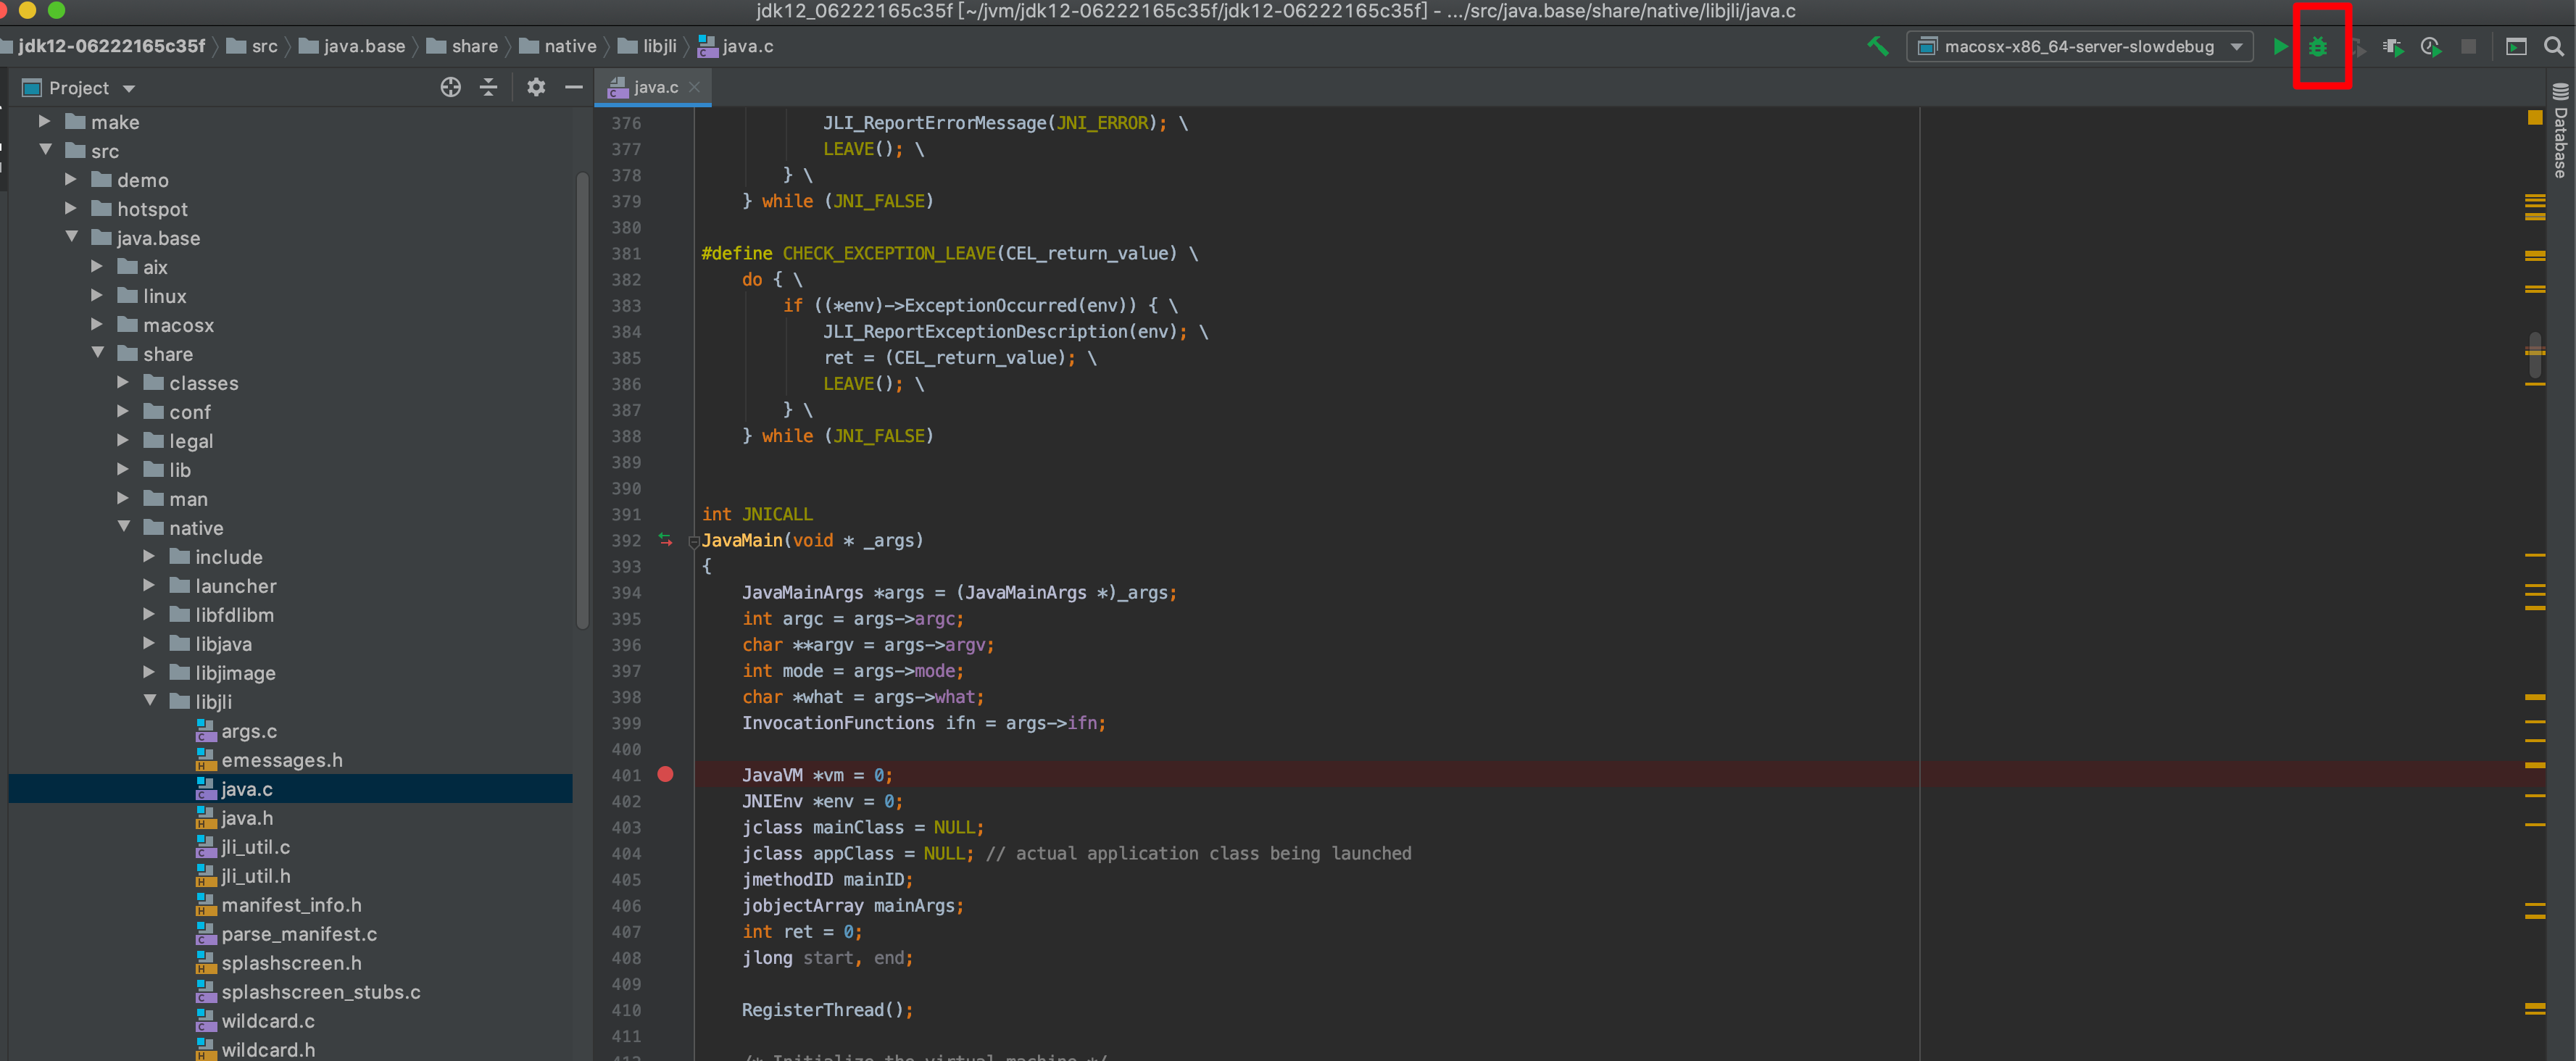 jdk12_06222165c35f [~/jvm/jdk12-06222165c35f/jdk12-06222165c35f] - .../src/java.base/share/native/libjli/java.c
jdk12-06222165c35f src java.base share native libjli java.c
macosx-x86_64-server-slowdebug
Project
java.c
Database
make
src
demo
hotspot
java.base
aix
linux
macosx
share
classes
conf
legal
lib
man
native
include
launcher
libfdlibm
libjava
libjimage
libjli
args.c
emessages.h
java.c
java.h
jli_util.c
jli_util.h
manifest_info.h
parse_manifest.c
splashscreen.h
splashscreen_stubs.c
wildcard.c
wildcard.h
376 JLI_ReportErrorMessage(JNI_ERROR); \
377 LEAVE(); \
378 } \
379 } while (JNI_FALSE)
380
381 #define CHECK_EXCEPTION_LEAVE(CEL_return_value) \
382 do { \
383 if ((*env)->ExceptionOccurred(env)) { \
384 JLI_ReportExceptionDescription(env); \
385 ret = (CEL_return_value); \
386 LEAVE(); \
387 } \
388 } while (JNI_FALSE)
389
390
391 int JNICALL
392 JavaMain(void * _args)
393 {
394 JavaMainArgs *args = (JavaMainArgs *)_args;
395 int argc = args->argc;
396 char **argv = args->argv;
397 int mode = args->mode;
398 char *what = args->what;
399 InvocationFunctions ifn = args->ifn;
400
401 JavaVM *vm = 0;
402 JNIEnv *env = 0;
403 jclass mainClass = NULL;
404 jclass appClass = NULL; // actual application class being launched
405 jmethodID mainID;
406 jobjectArray mainArgs;
407 int ret = 0;
408 jlong start, end;
409
410 RegisterThread();
411
412 /* Initialize the virtual machine */